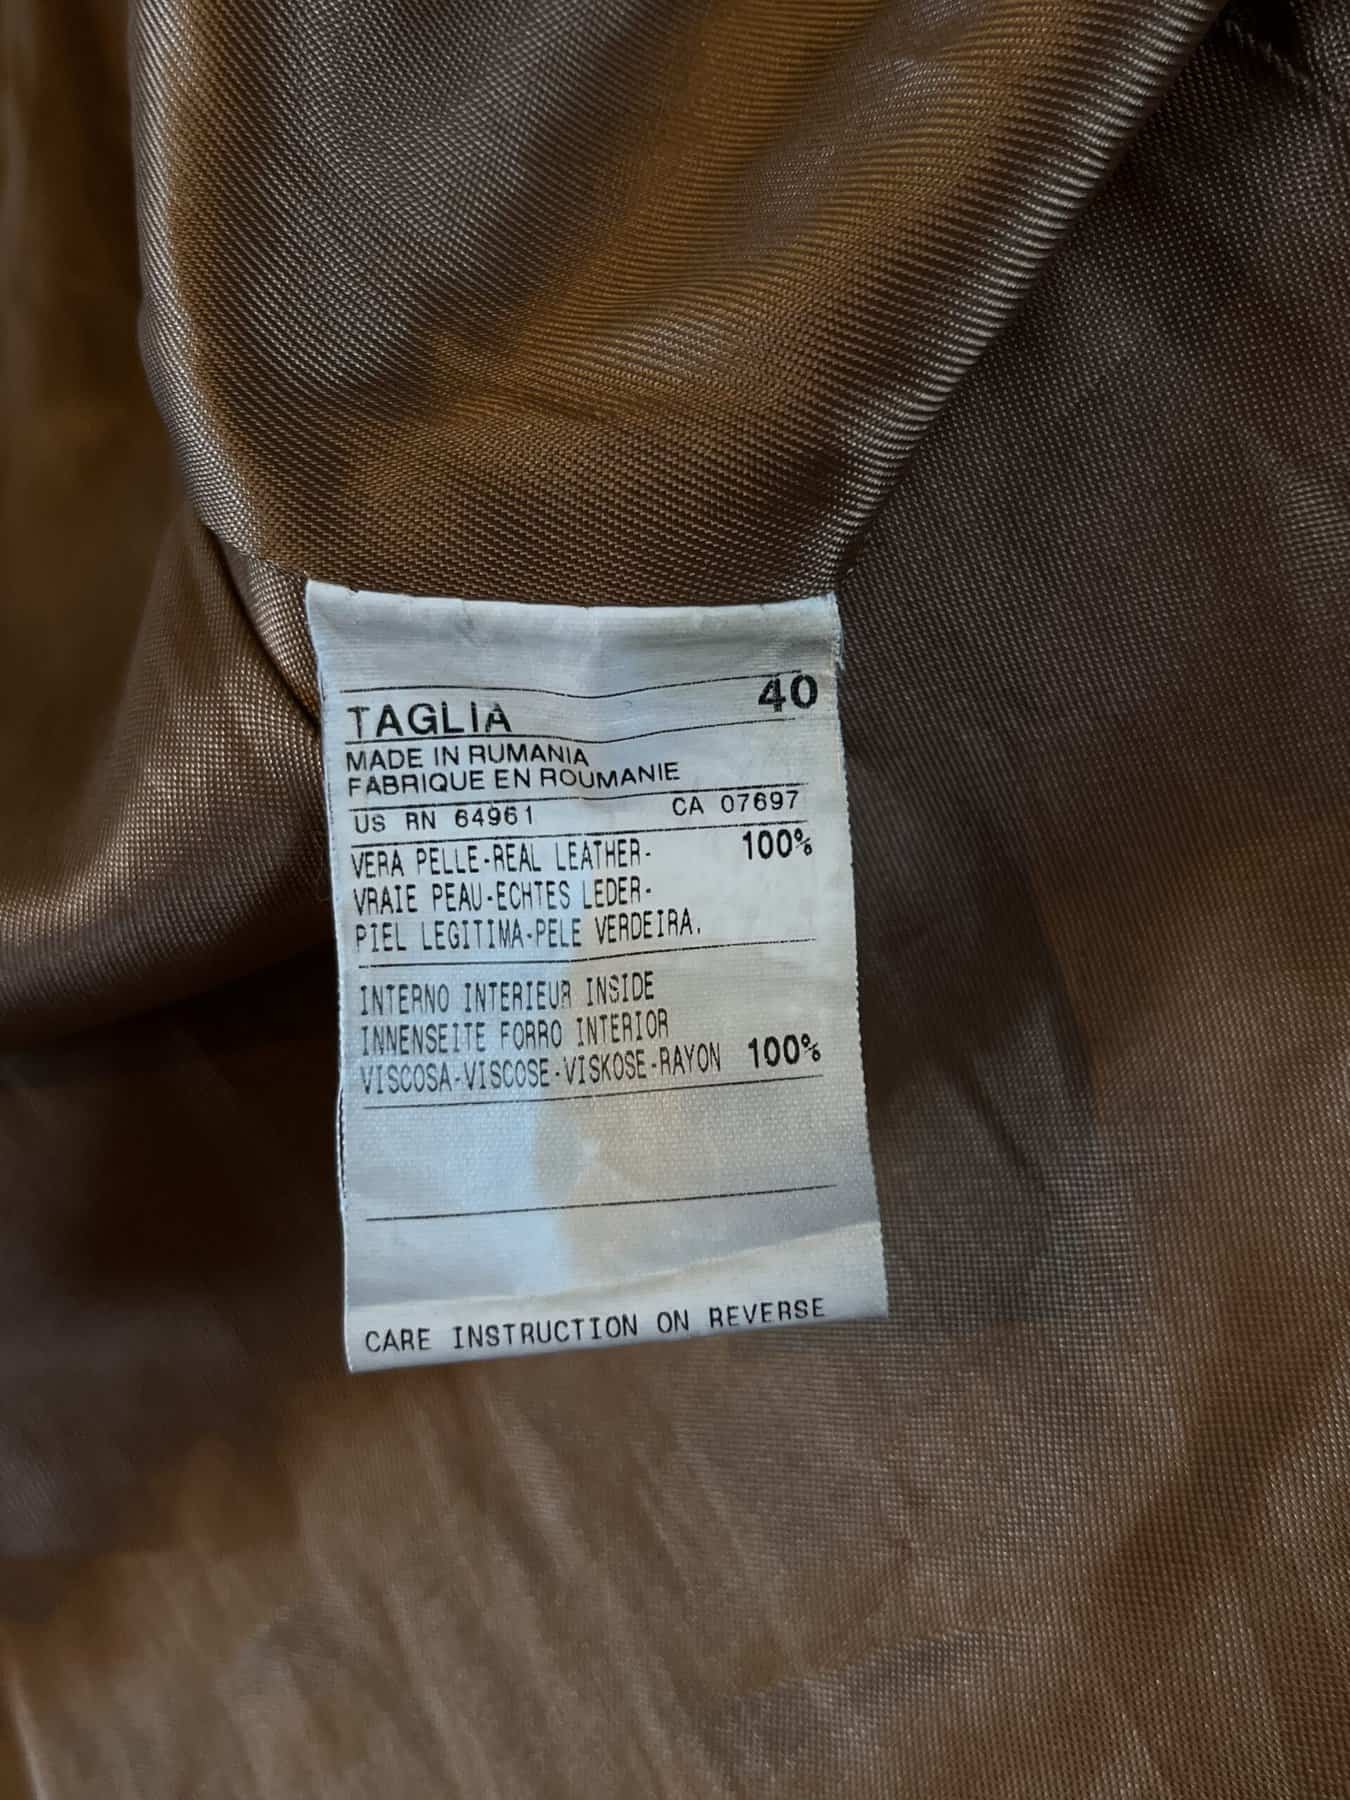 40
TAGLIA
MADE IN RUMANIA
FABRIQUE EN ROUMANIE
US RN 64961 CA 07697
VERA PELLE-REAL LEATHER- 100%
VRAIE PEAU-ECHTES LEDER-
PIEL LEGITIMA-PELE VERDEIRA.
INTERNO INTERIEUR INSIDE
INNENSEITE FORRO INTERIOR
VISCOSA-VISCOSE-VISKOSE-RAYON 100%
CARE INSTRUCTION ON REVERSE